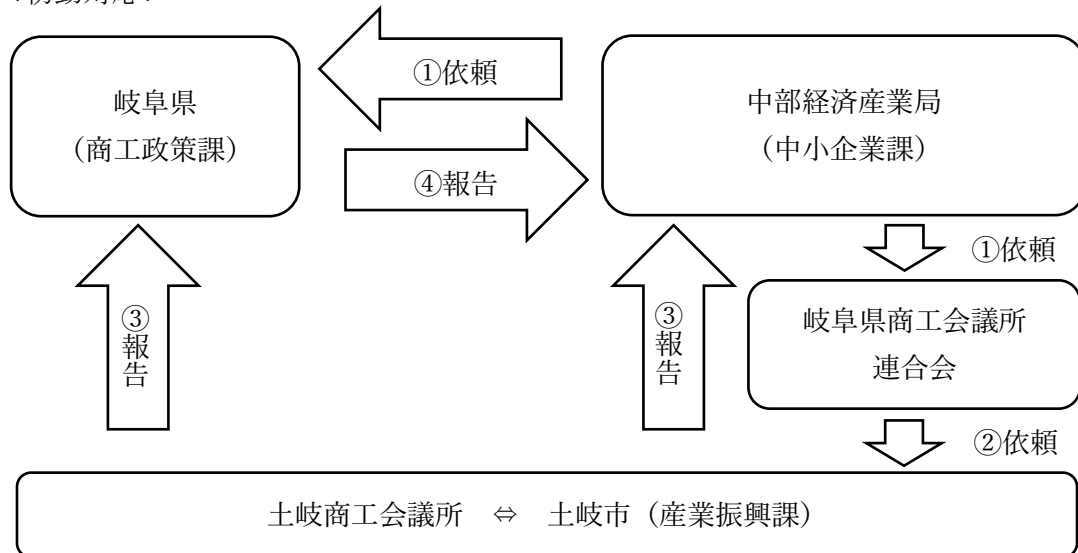 ①依頼
岐阜県
(商工政策課)
中部経済産業局
(中小企業課)
④報告
①依頼
③報告
③報告
岐阜県商工会議所
連合会
②依頼
土岐商工会議所 ⇔ 土岐市(産業振興課)